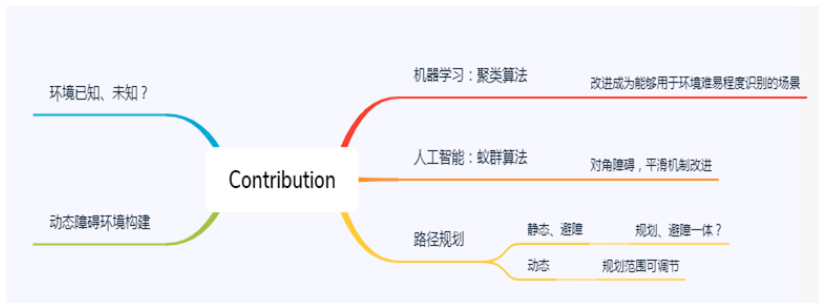 Contribution
环境已知、未知？
动态障碍环境构建
机器学习：聚类算法
改进成为能够用于环境难易程度识别的场景
人工智能：蚁群算法
对角障碍，平滑机制改进
路径规划
静态、避障
规划、避障一体？
动态
规划范围可调节